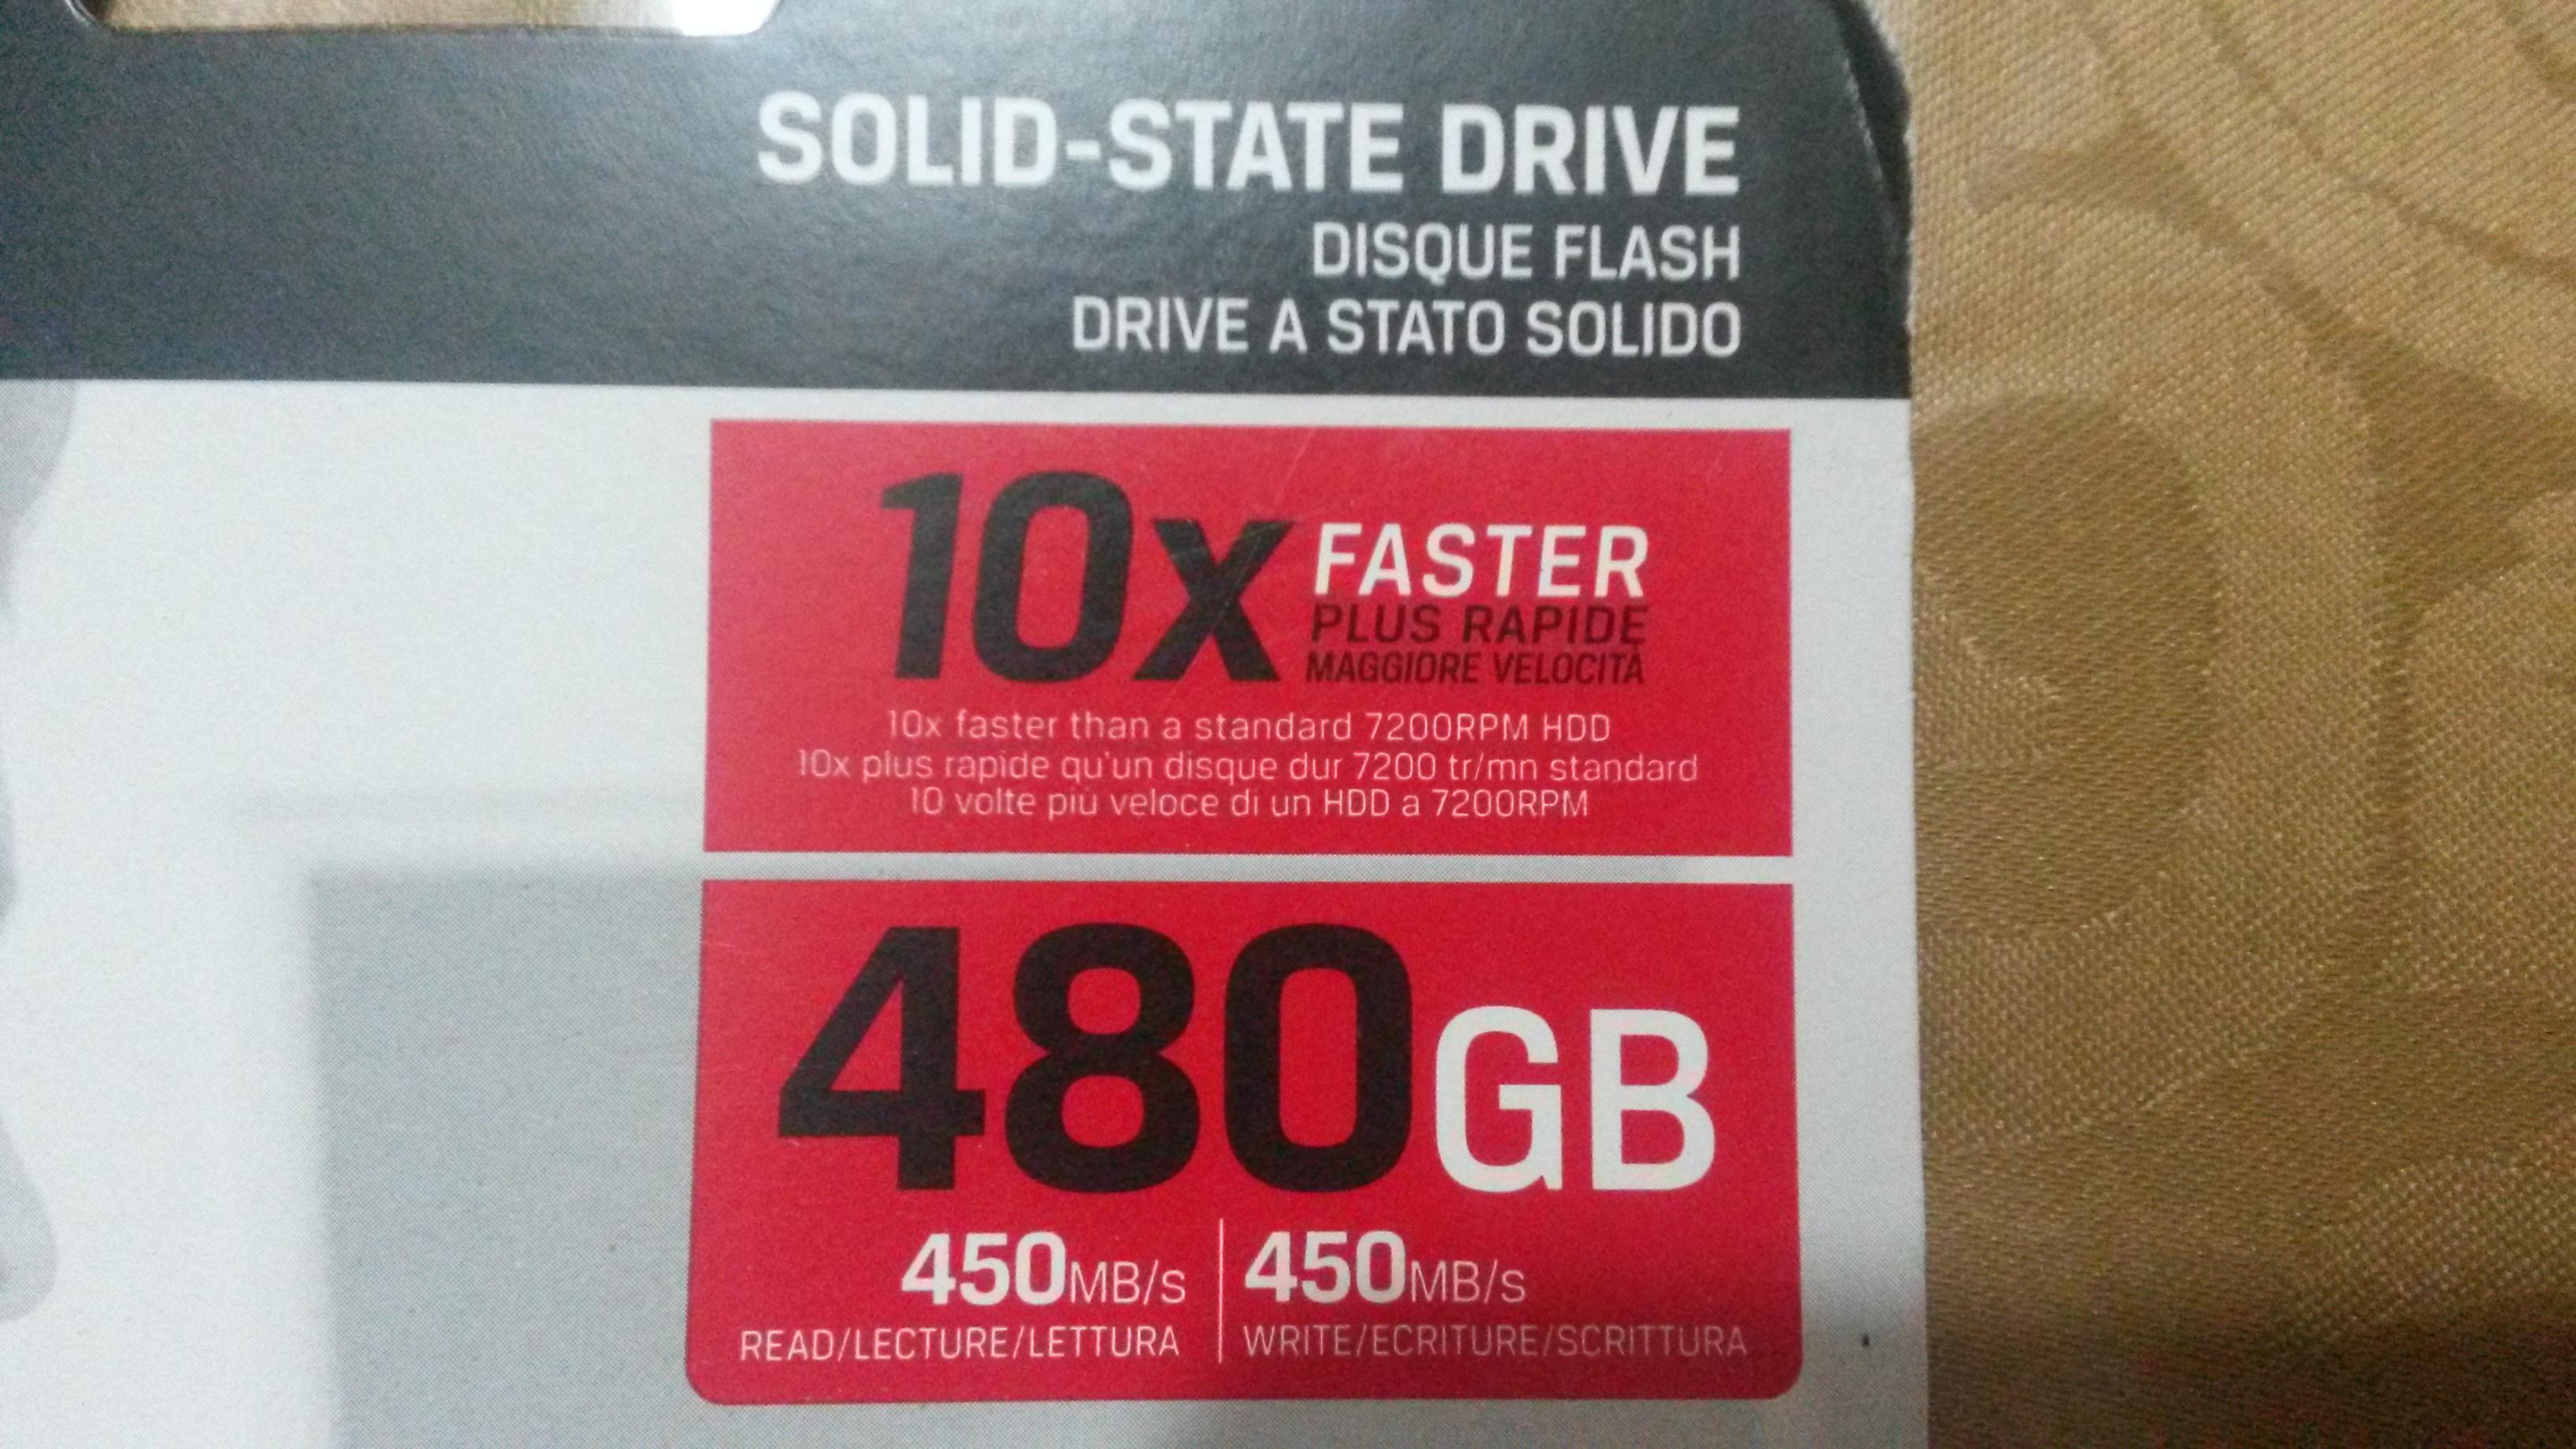 SOLID-STATE DRIVE
DISQUE FLASH
DRIVE A STATO SOLIDO
10x FASTER
PLUS RAPIDE
MAGGIORE VELOCITÀ
10x faster than a standard 7200RPM HDD
10x plus rapide qu'un disque dur 7200 tr/mn standard
10 volte più veloce di un HDD a 7200RPM
480GB
450MB/s 450MB/s
READ/LECTURE/LETTURA WRITE/ECRITURE/SCRITTURA